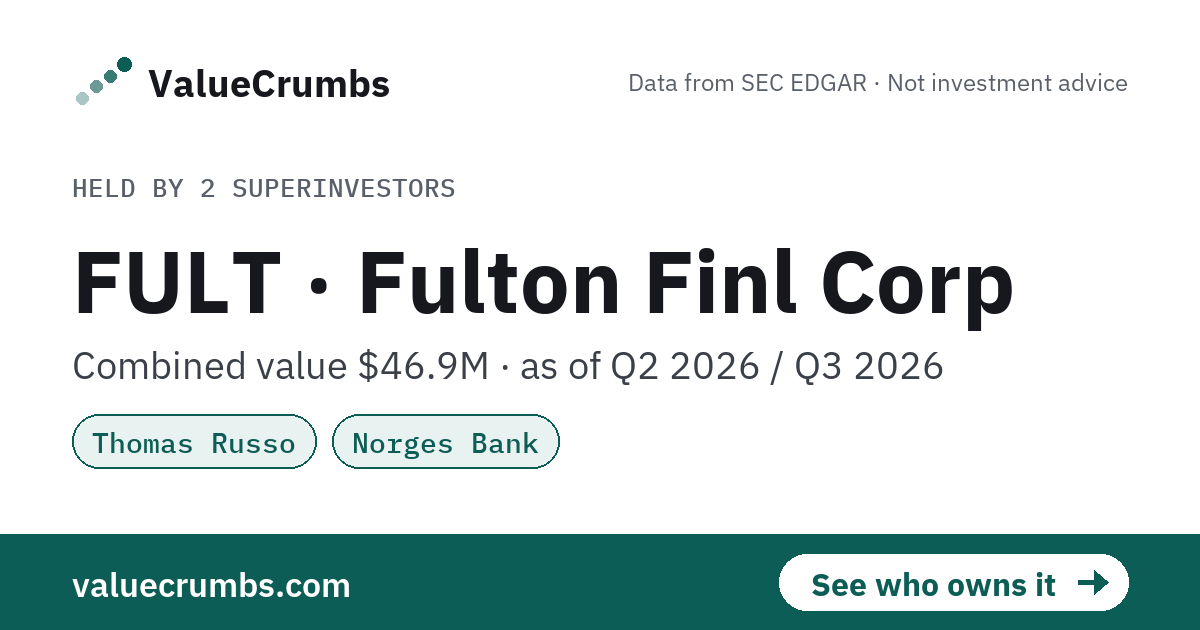 ValueCrumbs
Data from SEC EDGAR · Not investment advice
HELD BY 2 SUPERINVESTORS
FULT · Fulton Finl Corp
Combined value $46.9M · as of Q2 2026 / Q3 2026
Thomas Russo
Norges Bank
valuecrumbs.com
See who owns it →